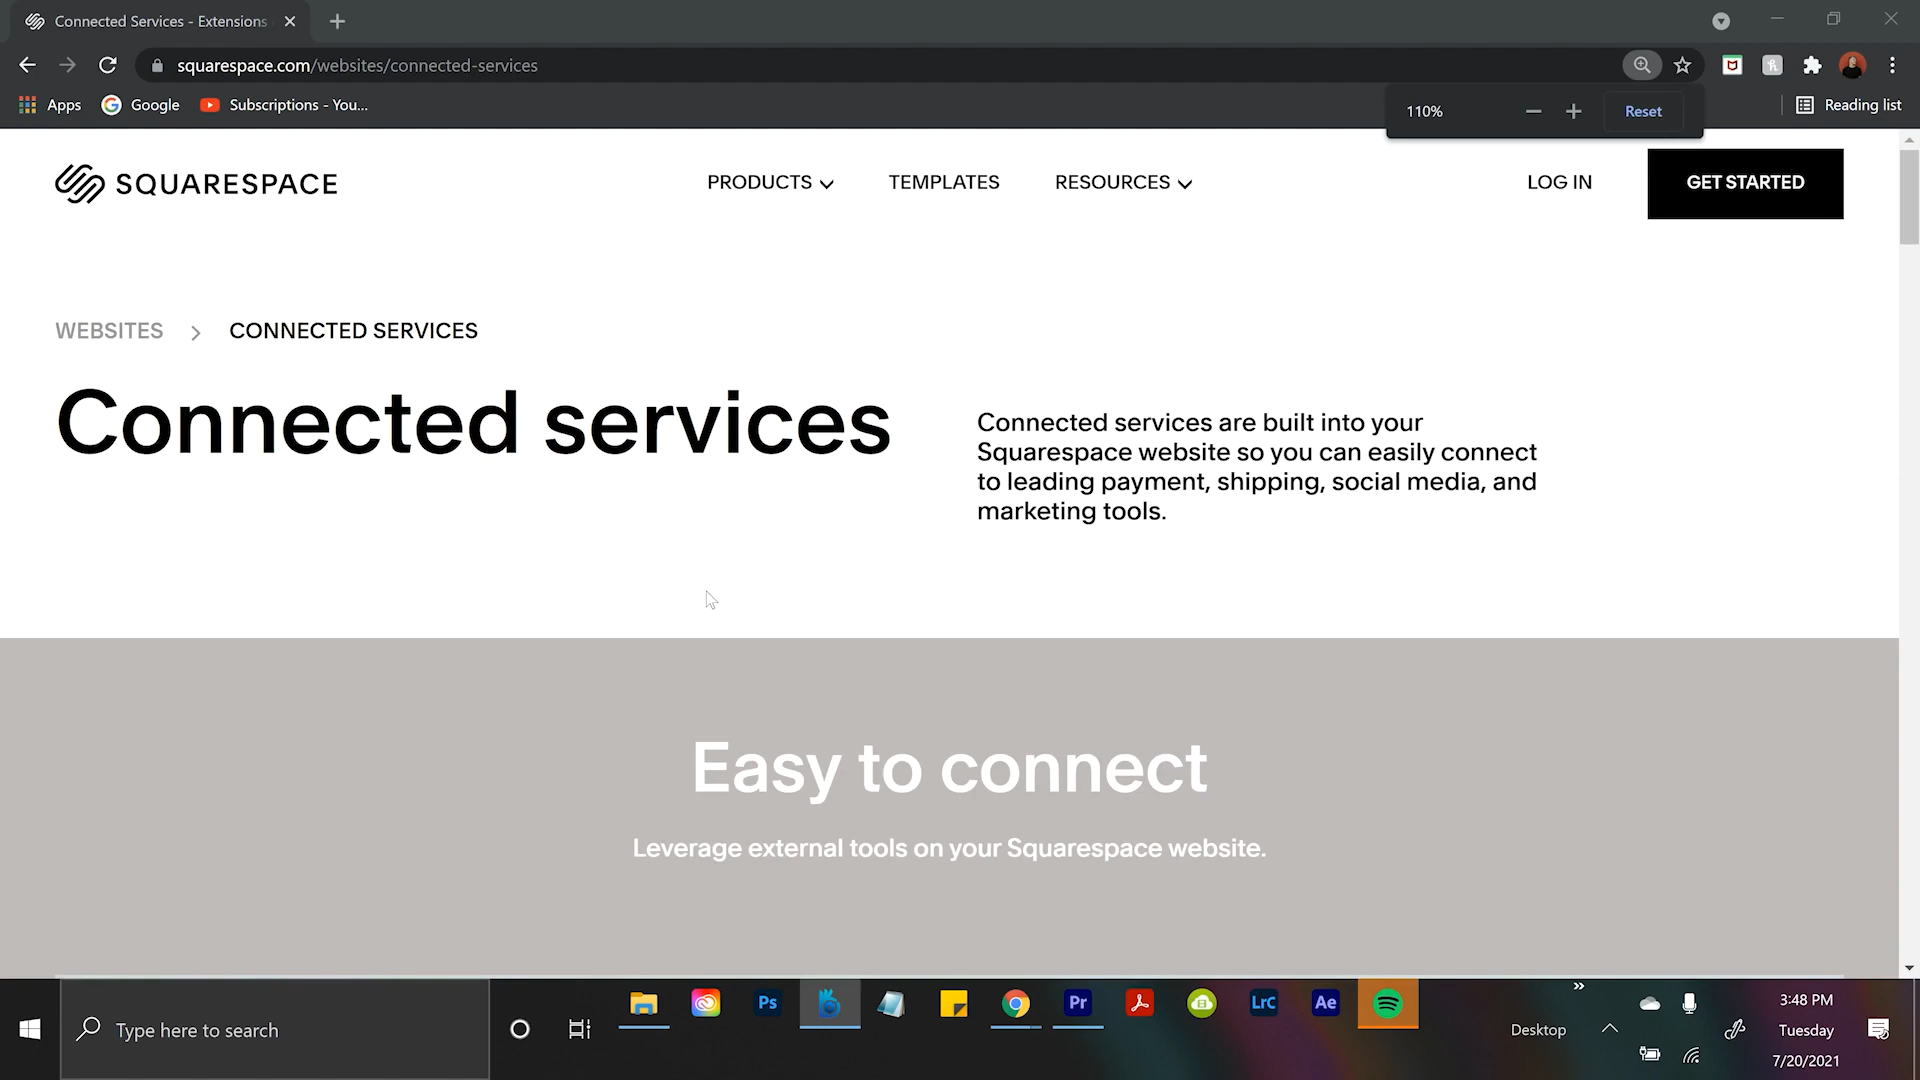 Connected Services - Extensions
squarespace.com/websites/connected-services
Apps
Google
Subscriptions - You...
110%
Reset
Reading list
SQUARESPACE
PRODUCTS
TEMPLATES
RESOURCES
LOG IN
GET STARTED
WEBSITES > CONNECTED SERVICES
Connected services
Connected services are built into your
Squarespace website so you can easily connect
to leading payment, shipping, social media, and
marketing tools.
Easy to connect
Leverage external tools on your Squarespace website.
Type here to search
Ps
Pr
LrC
Ae
Desktop
3:48 PM
Tuesday
7/20/2021